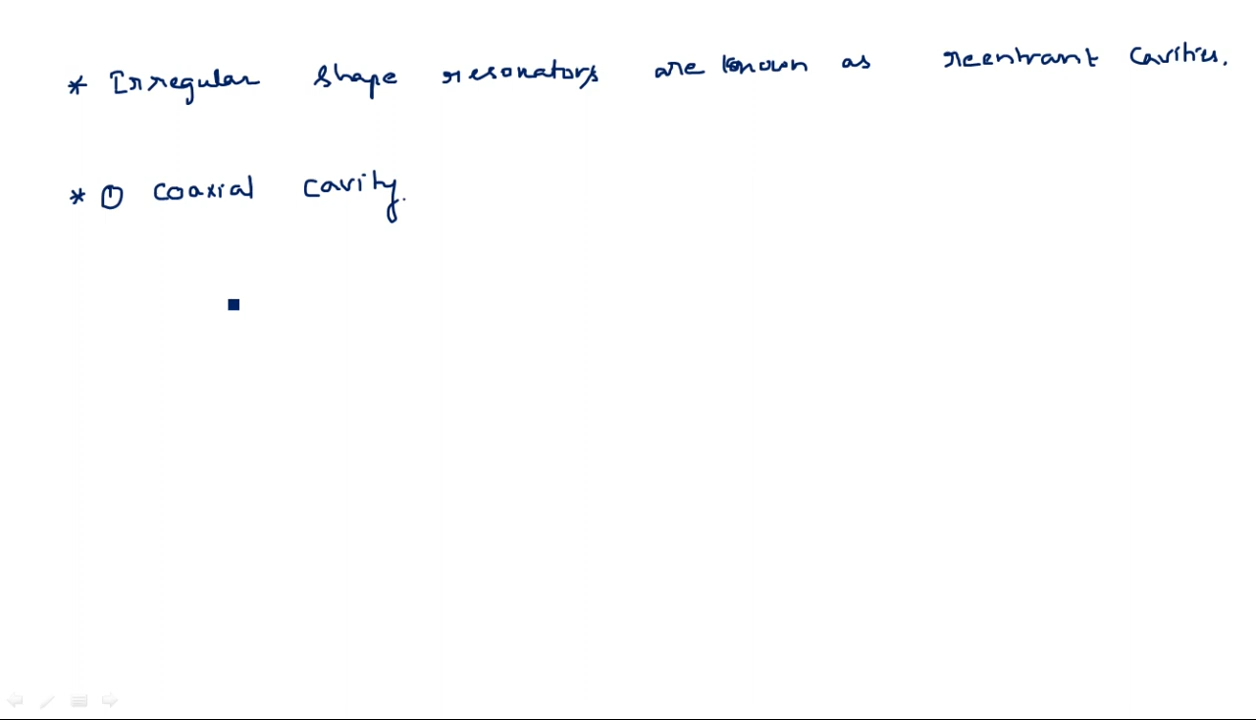 * Irregular shape resonators are known as reentrant cavities.
* ① coaxial cavity.